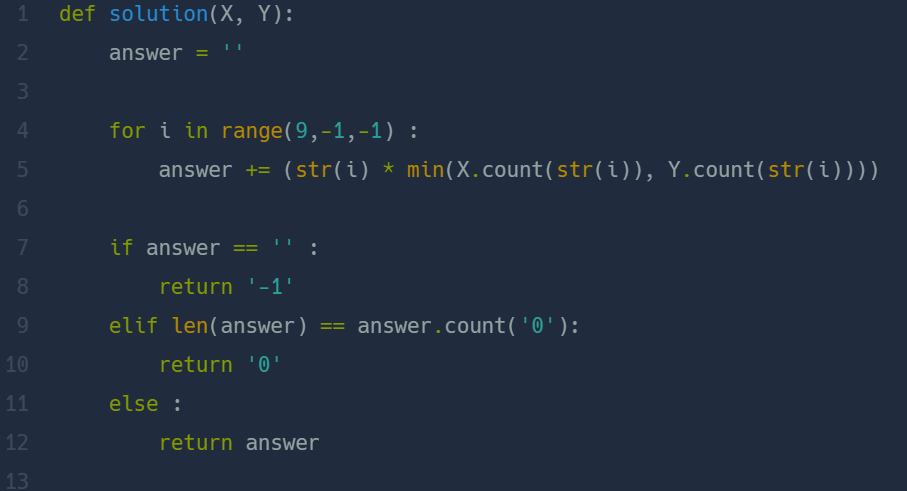 1 def solution(X, Y):
2     answer = ''
3
4     for i in range(9,-1,-1) :
5         answer += (str(i) * min(X.count(str(i)), Y.count(str(i))))
6
7     if answer == '' :
8         return '-1'
9     elif len(answer) == answer.count('0'):
10         return '0'
11     else :
12         return answer
13